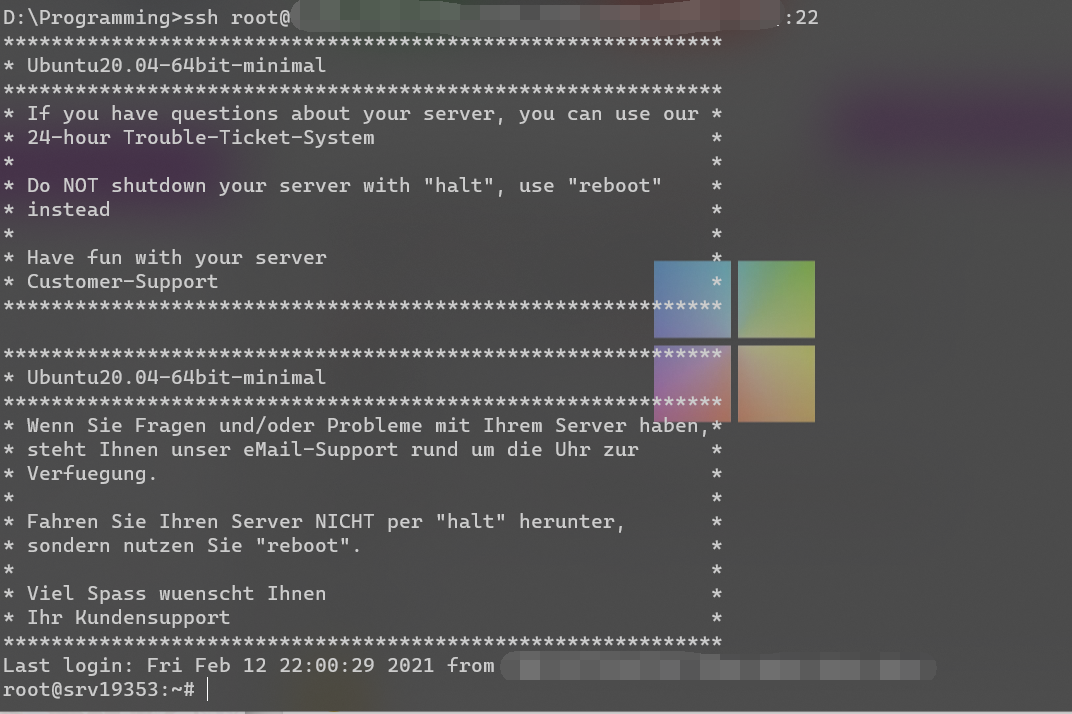 D:\Programming>ssh root@ :22
************************************************************
* Ubuntu20.04-64bit-minimal
************************************************************
* If you have questions about your server, you can use our *
* 24-hour Trouble-Ticket-System                            *
*                                                          *
* Do NOT shutdown your server with "halt", use "reboot"    *
* instead                                                  *
*                                                          *
* Have fun with your server                                *
* Customer-Support                                         *
************************************************************

************************************************************
* Ubuntu20.04-64bit-minimal
************************************************************
* Wenn Sie Fragen und/oder Probleme mit Ihrem Server haben,*
* steht Ihnen unser eMail-Support rund um die Uhr zur      *
* Verfuegung.                                              *
*                                                          *
* Fahren Sie Ihren Server NICHT per "halt" herunter,       *
* sondern nutzen Sie "reboot".                             *
*                                                          *
* Viel Spass wuenscht Ihnen                                *
* Ihr Kundensupport                                        *
************************************************************
Last login: Fri Feb 12 22:00:29 2021 from
root@srv19353:~#